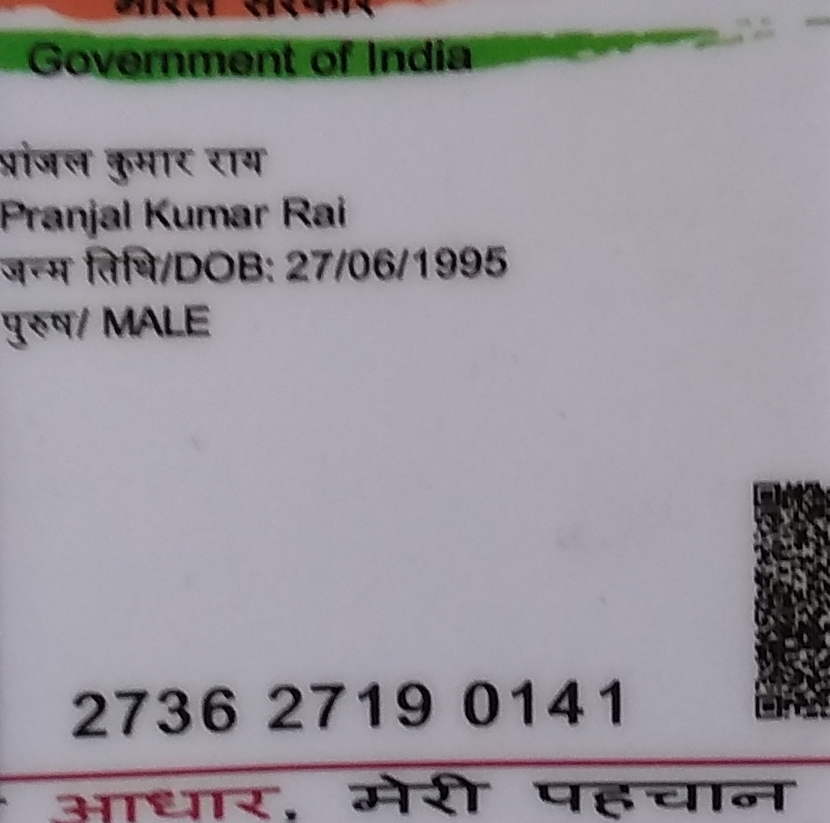 भारत सरकार
Government of India
प्रांजल कुमार राय
Pranjal Kumar Rai
जन्म तिथि/DOB: 27/06/1995
पुरुष/ MALE
2736 2719 0141
आधार, मेरी पहचान